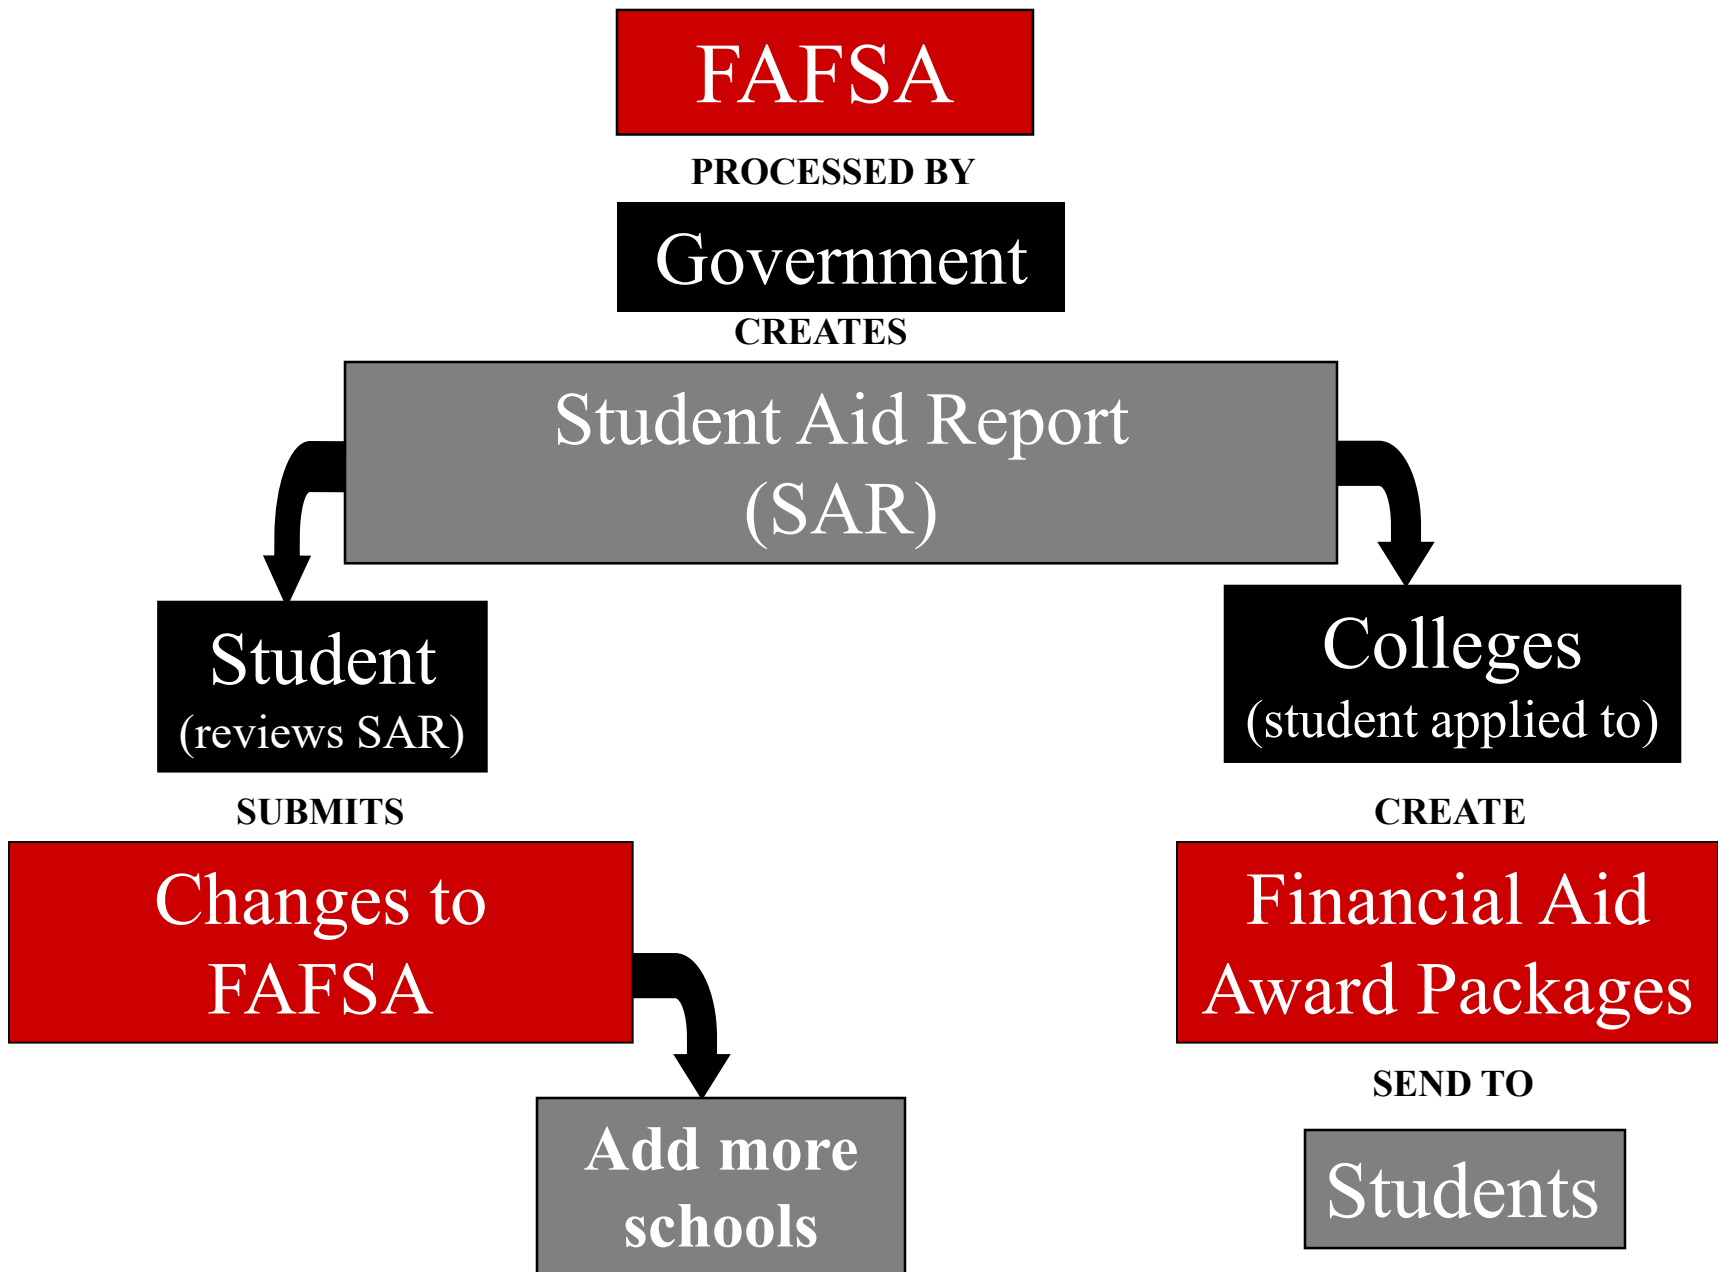 FAFSA
PROCESSED BY
Government
CREATES
Student Aid Report
(SAR)
Student
(reviews SAR)
SUBMITS
Changes to
FAFSA
Add more
schools
Colleges
(student applied to)
CREATE
Financial Aid
Award Packages
SEND TO
Students